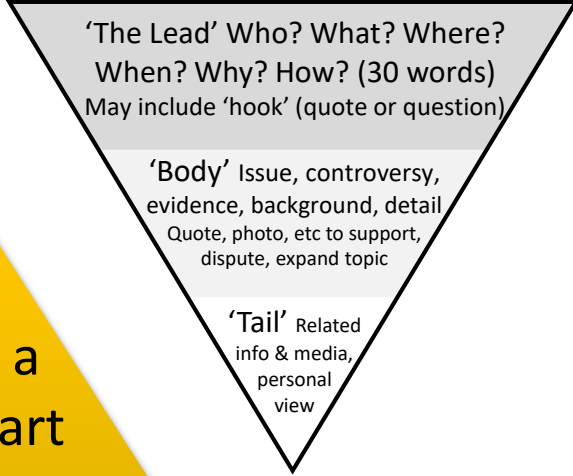 ‘The Lead’ Who? What? Where?
When? Why? How? (30 words)
May include ‘hook’ (quote or question)
‘Body’ Issue, controversy,
evidence, background, detail
Quote, photo, etc to support,
dispute, expand topic
‘Tail’ Related
info & media,
personal
view
a
art